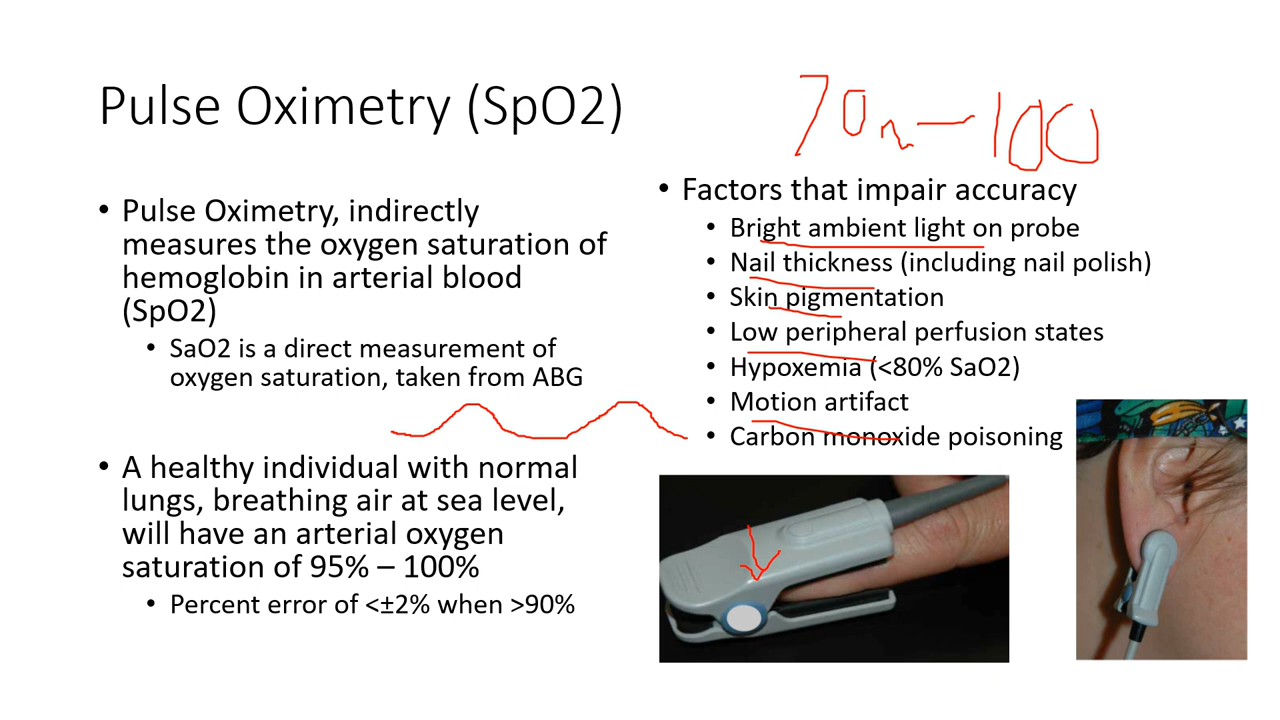 Pulse Oximetry (SpO2)
• Pulse Oximetry, indirectly
measures the oxygen saturation of
hemoglobin in arterial blood
(SpO2)
• SaO2 is a direct measurement of
oxygen saturation, taken from ABG
• A healthy individual with normal
lungs, breathing air at sea level,
will have an arterial oxygen
saturation of 95% – 100%
• Percent error of <±2% when >90%
70 – 100
• Factors that impair accuracy
• Bright ambient light on probe
• Nail thickness (including nail polish)
• Skin pigmentation
• Low peripheral perfusion states
• Hypoxemia (<80% SaO2)
• Motion artifact
• Carbon monoxide poisoning